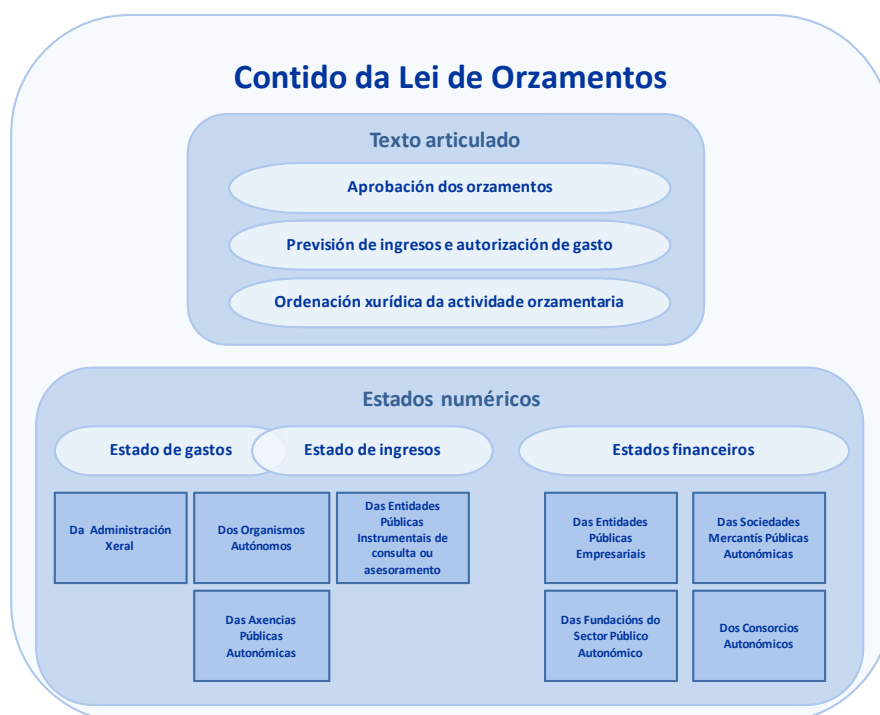 Contido da Lei de Orzamentos
Texto articulado
Aprobación dos orzamentos
Previsión de ingresos e autorización de gasto
Ordenación xurídica da actividade orzamentaria
Estados numéricos
Estado de gastos
Estado de ingresos
Estados financeiros
Da Administración
Xeral
Dos Organismos
Autónomos
Das Entidades
Públicas
Instrumentais de
consulta ou
asesoramento
Das Entidades
Públicas
Empresariais
Das Sociedades
Mercantís Públicas
Autonómicas
Das Axencias
Públicas
Autonómicas
Das Fundacións do
Sector Público
Autonómico
Dos Consorcios
Autonómicos